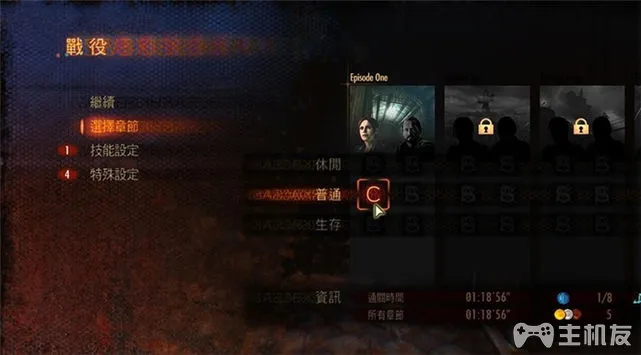 戰役
Episode One
繼續
選擇章節
1 技能設定
4 特殊設定
休閒
普通 C
生存
資訊 通關時間 01:18'56" 1/8
所有章節 01:18'56" 5
主机友